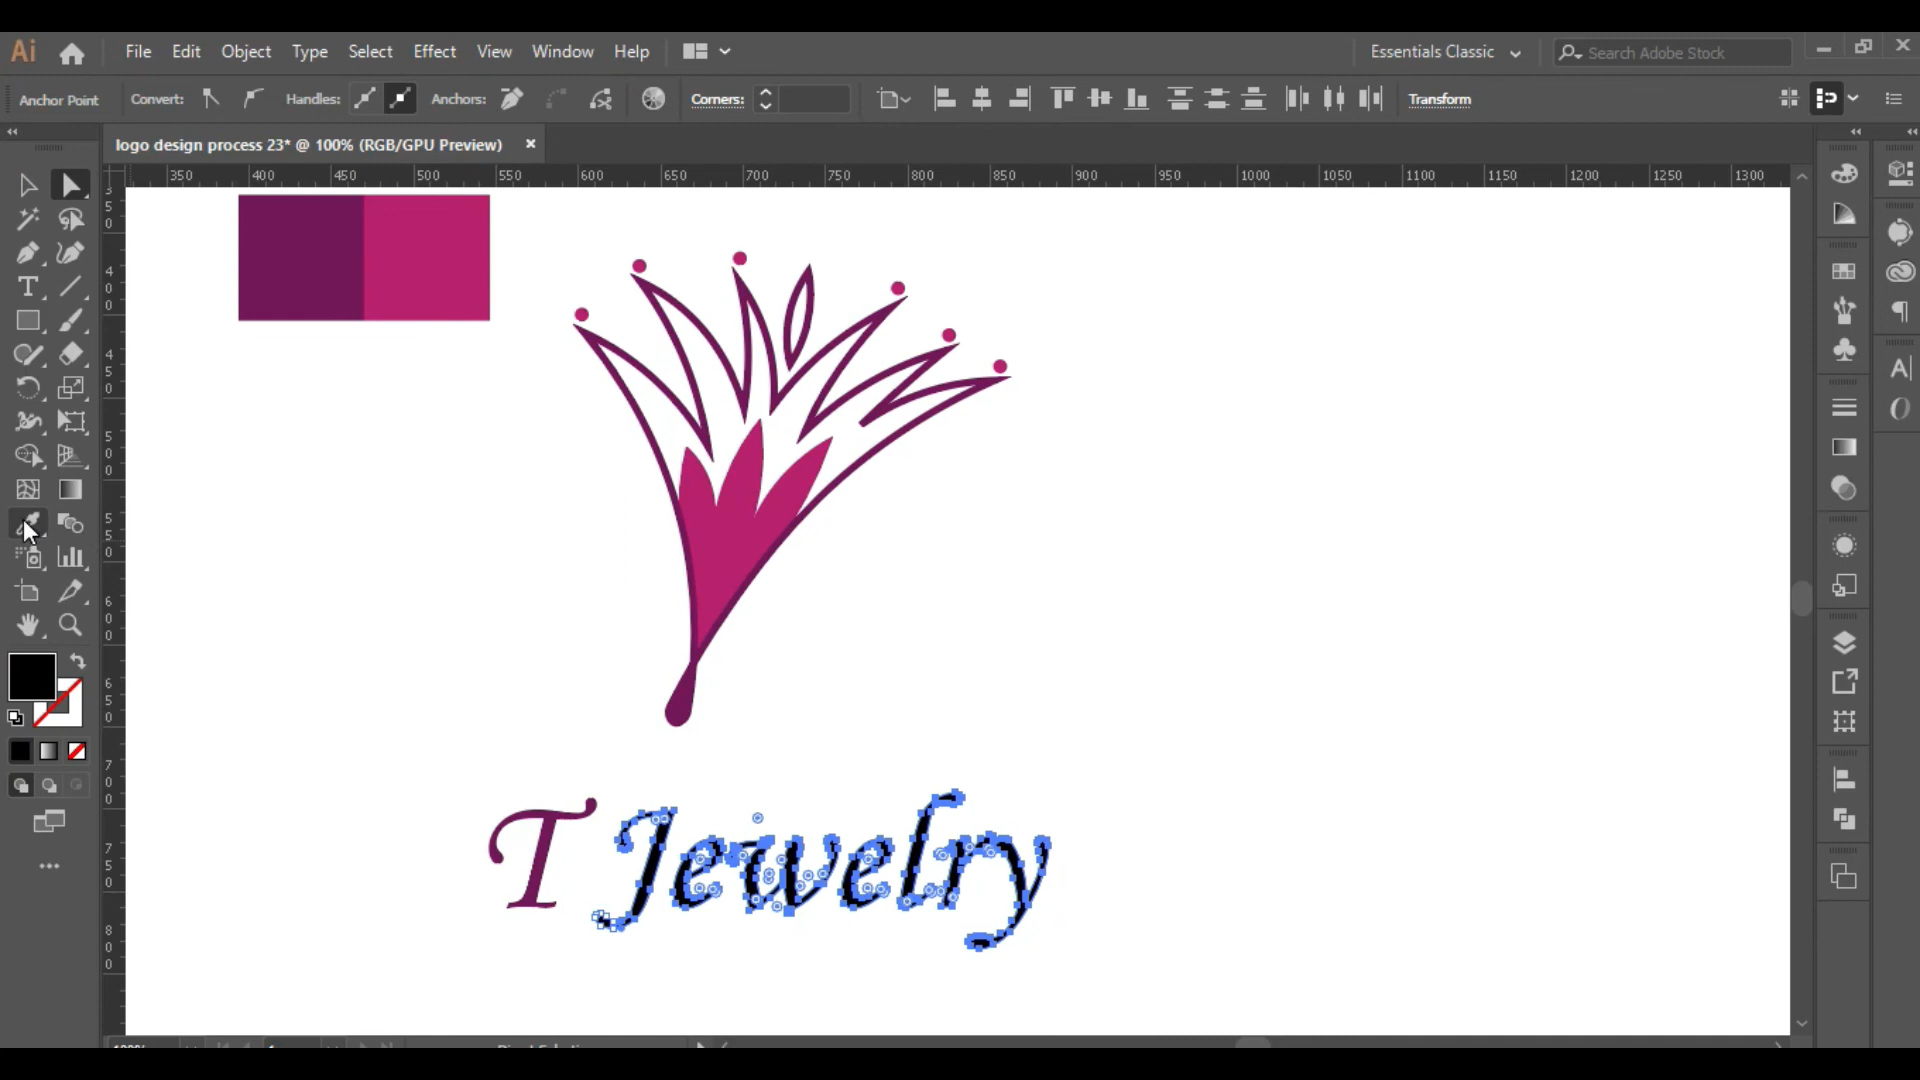 Ai File Edit Object Type Select Effect View Window Help Essentials Classic Search Adobe Stock
Anchor Point Convert: Handles: Anchors: Corners: Transform
logo design process 23* @ 100% (RGB/GPU Preview) ×
350 400 450 500 550 600 650 700 750 800 850 900 950 1000 1050 1100 1150 1200 1250 1300
T Jewelry